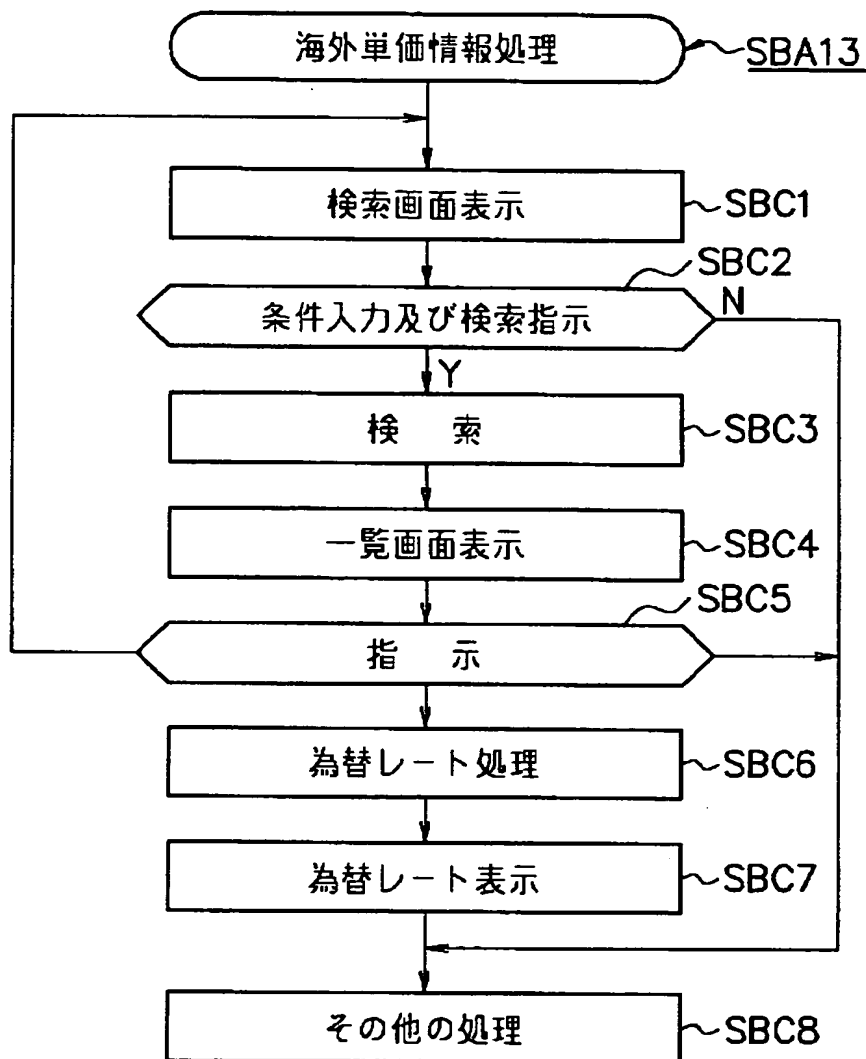 海外単価情報処理 SBA13
検索画面表示 SBC1
SBC2
条件入力及び検索指示 N
Y
検 索 SBC3
一覧画面表示 SBC4
SBC5
指 示
為替レート処理 SBC6
為替レート表示 SBC7
その他の処理 SBC8